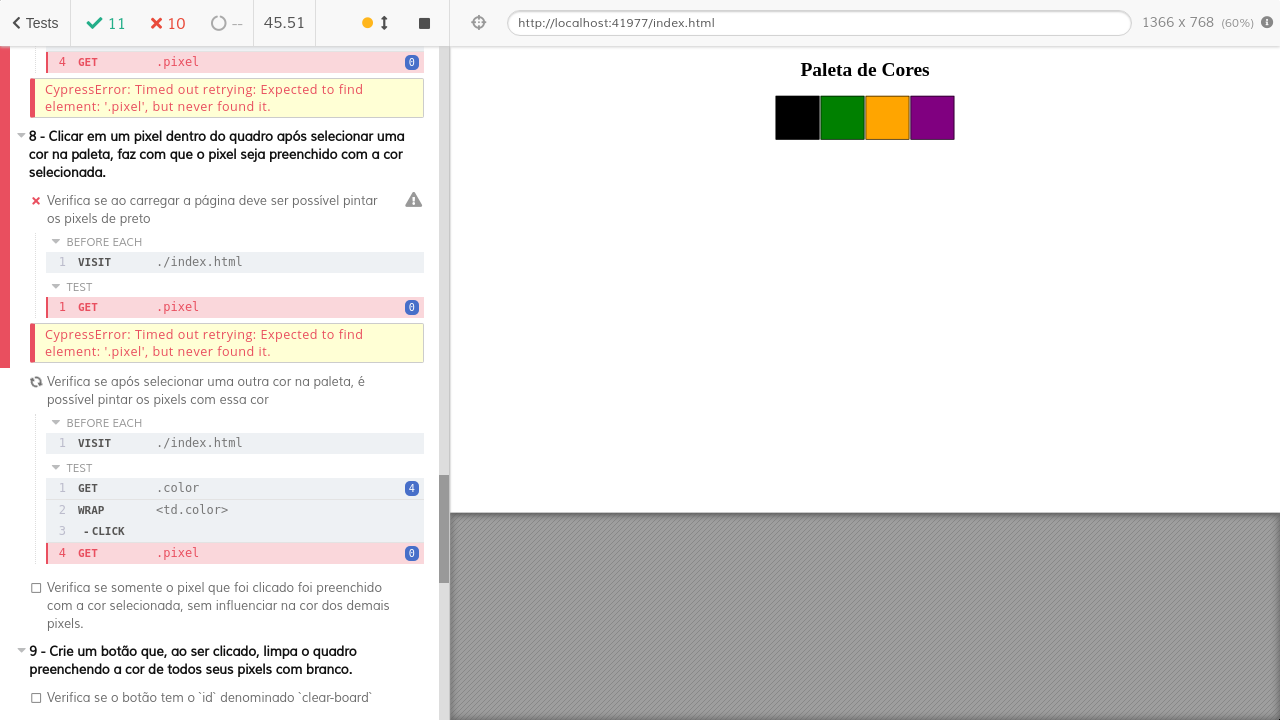 Tests 11 10 -- 45.51
http://localhost:41977/index.html
1366 x 768 (60%)
4 GET .pixel 0
CypressError: Timed out retrying: Expected to find
element: '.pixel', but never found it.
8 - Clicar em um pixel dentro do quadro após selecionar uma
cor na paleta, faz com que o pixel seja preenchido com a cor
selecionada.
Verifica se ao carregar a página deve ser possível pintar
os pixels de preto
BEFORE EACH
1 VISIT ./index.html
TEST
1 GET .pixel 0
CypressError: Timed out retrying: Expected to find
element: '.pixel', but never found it.
Verifica se após selecionar uma outra cor na paleta, é
possível pintar os pixels com essa cor
BEFORE EACH
1 VISIT ./index.html
TEST
1 GET .color 4
2 WRAP <td.color>
3 - CLICK
4 GET .pixel 0
Verifica se somente o pixel que foi clicado foi preenchido
com a cor selecionada, sem influenciar na cor dos demais
pixels.
9 - Crie um botão que, ao ser clicado, limpa o quadro
preenchendo a cor de todos seus pixels com branco.
Verifica se o botão tem o `id` denominado `clear-board`
Paleta de Cores